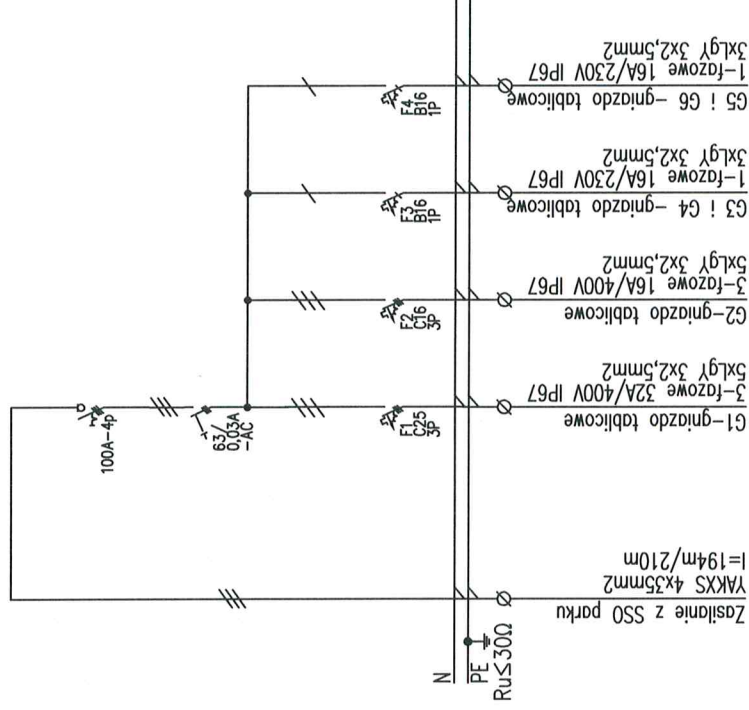 Zasilanie z SSO parku
YAKXS 4x35mm2
l=194m/210m
G1-gniazdo tablicowe
3-fazowe 32A/400V IP67
5xLgY 3x2,5mm2
G2-gniazdo tablicowe
3-fazowe 16A/400V IP67
5xLgY 3x2,5mm2
G3 i G4 -gniazdo tablicowe
1-fazowe 16A/230V IP67
3xLgY 3x2,5mm2
G5 i G6 -gniazdo tablicowe
1-fazowe 16A/230V IP67
3xLgY 3x2,5mm2
N
PE
Ru≤30Ω
100A-4p
63/
0,03A
-AC
F1
C25
3P
F2
C16
3P
F3
B16
1P
F4
B16
1P